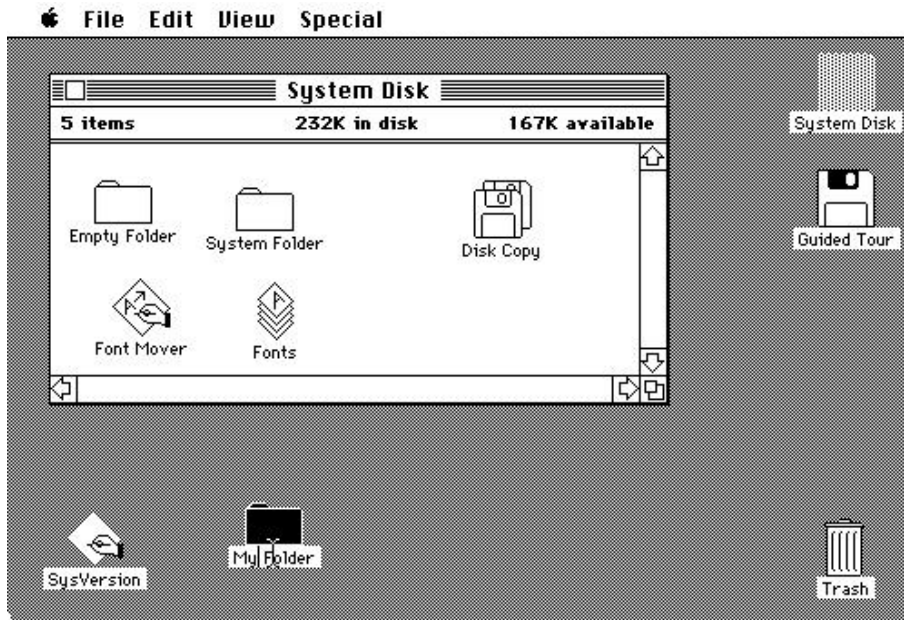 File Edit View Special
System Disk
5 items 232K in disk 167K available
Empty Folder
System Folder
Disk Copy
Font Mover
Fonts
System Disk
Guided Tour
SysVersion
My Folder
Trash